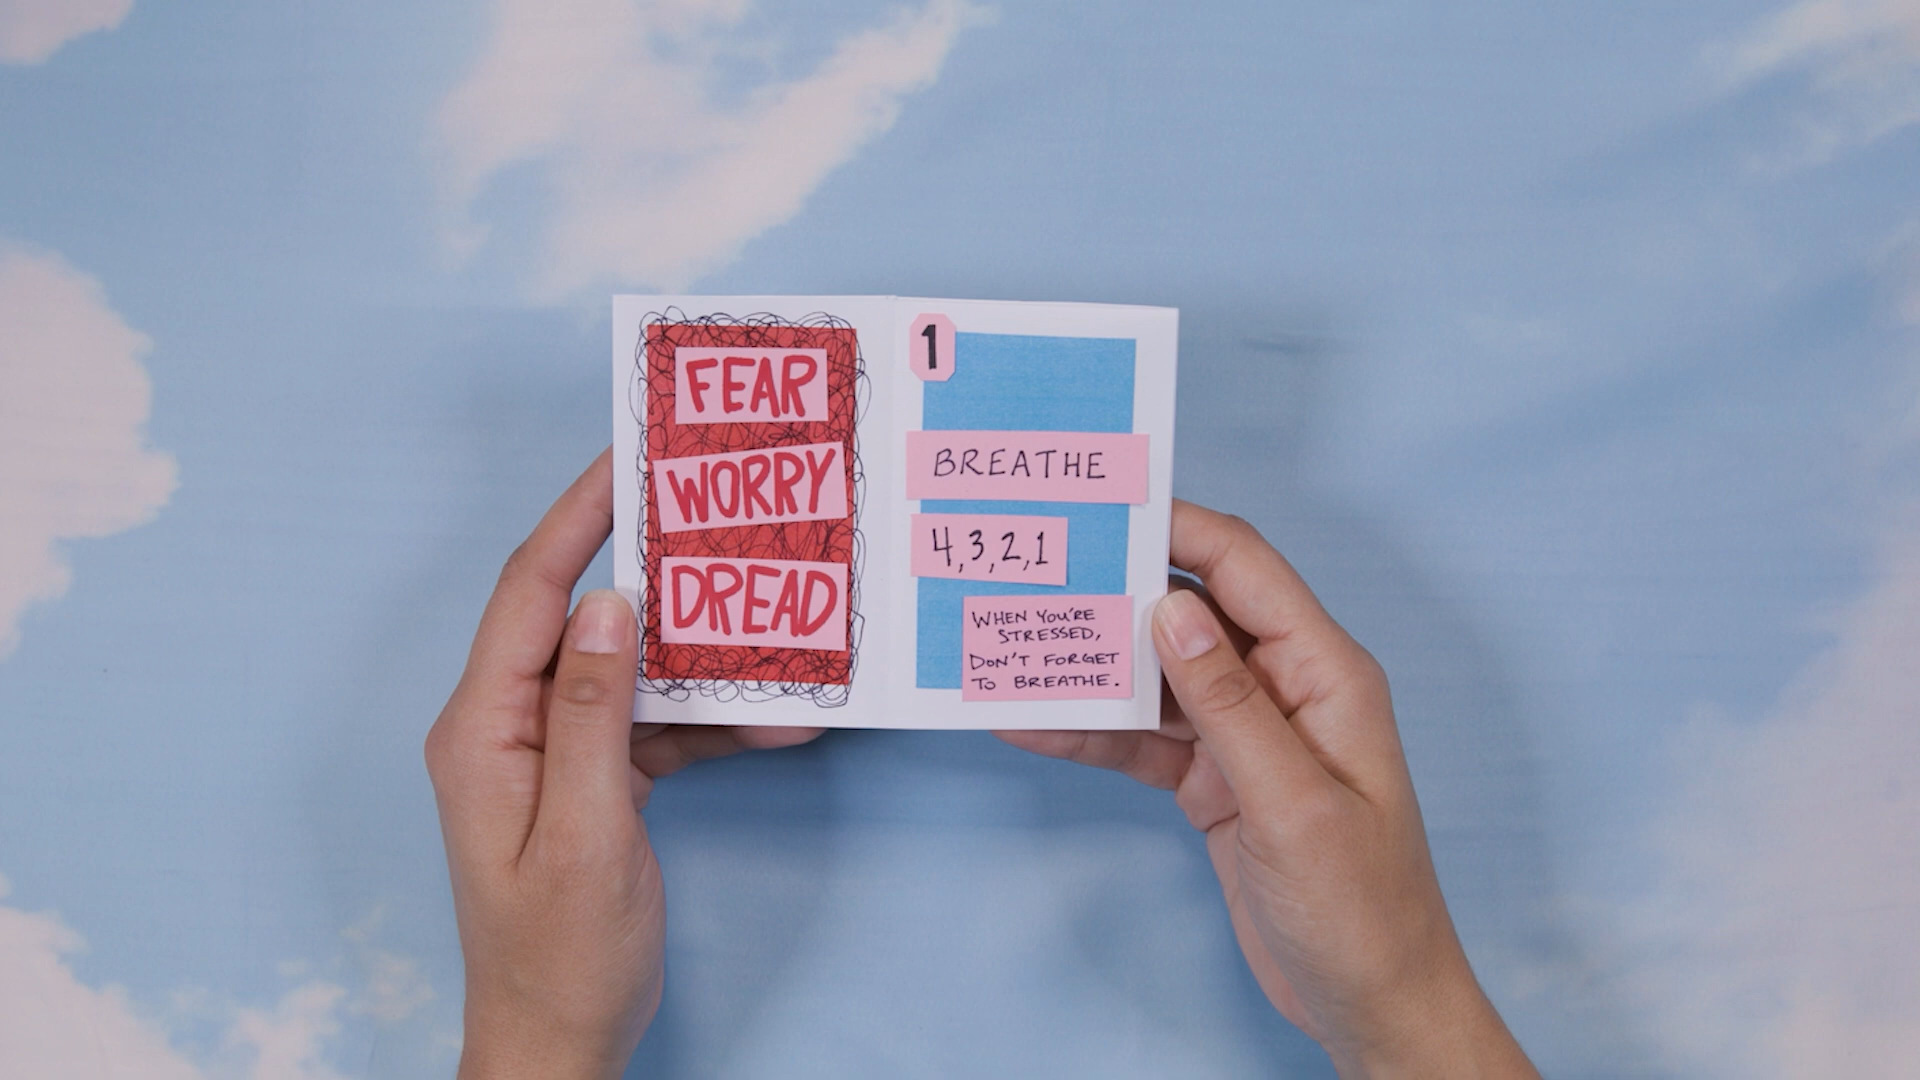 FEAR
WORRY
DREAD
1
BREATHE
4,3,2,1
WHEN YOU'RE
STRESSED,
DON'T FORGET
TO BREATHE.